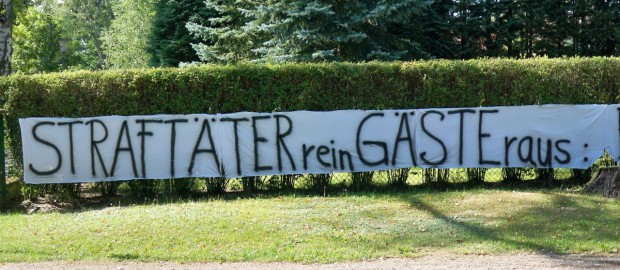 STRAFTÄTER rein GÄSTE raus: